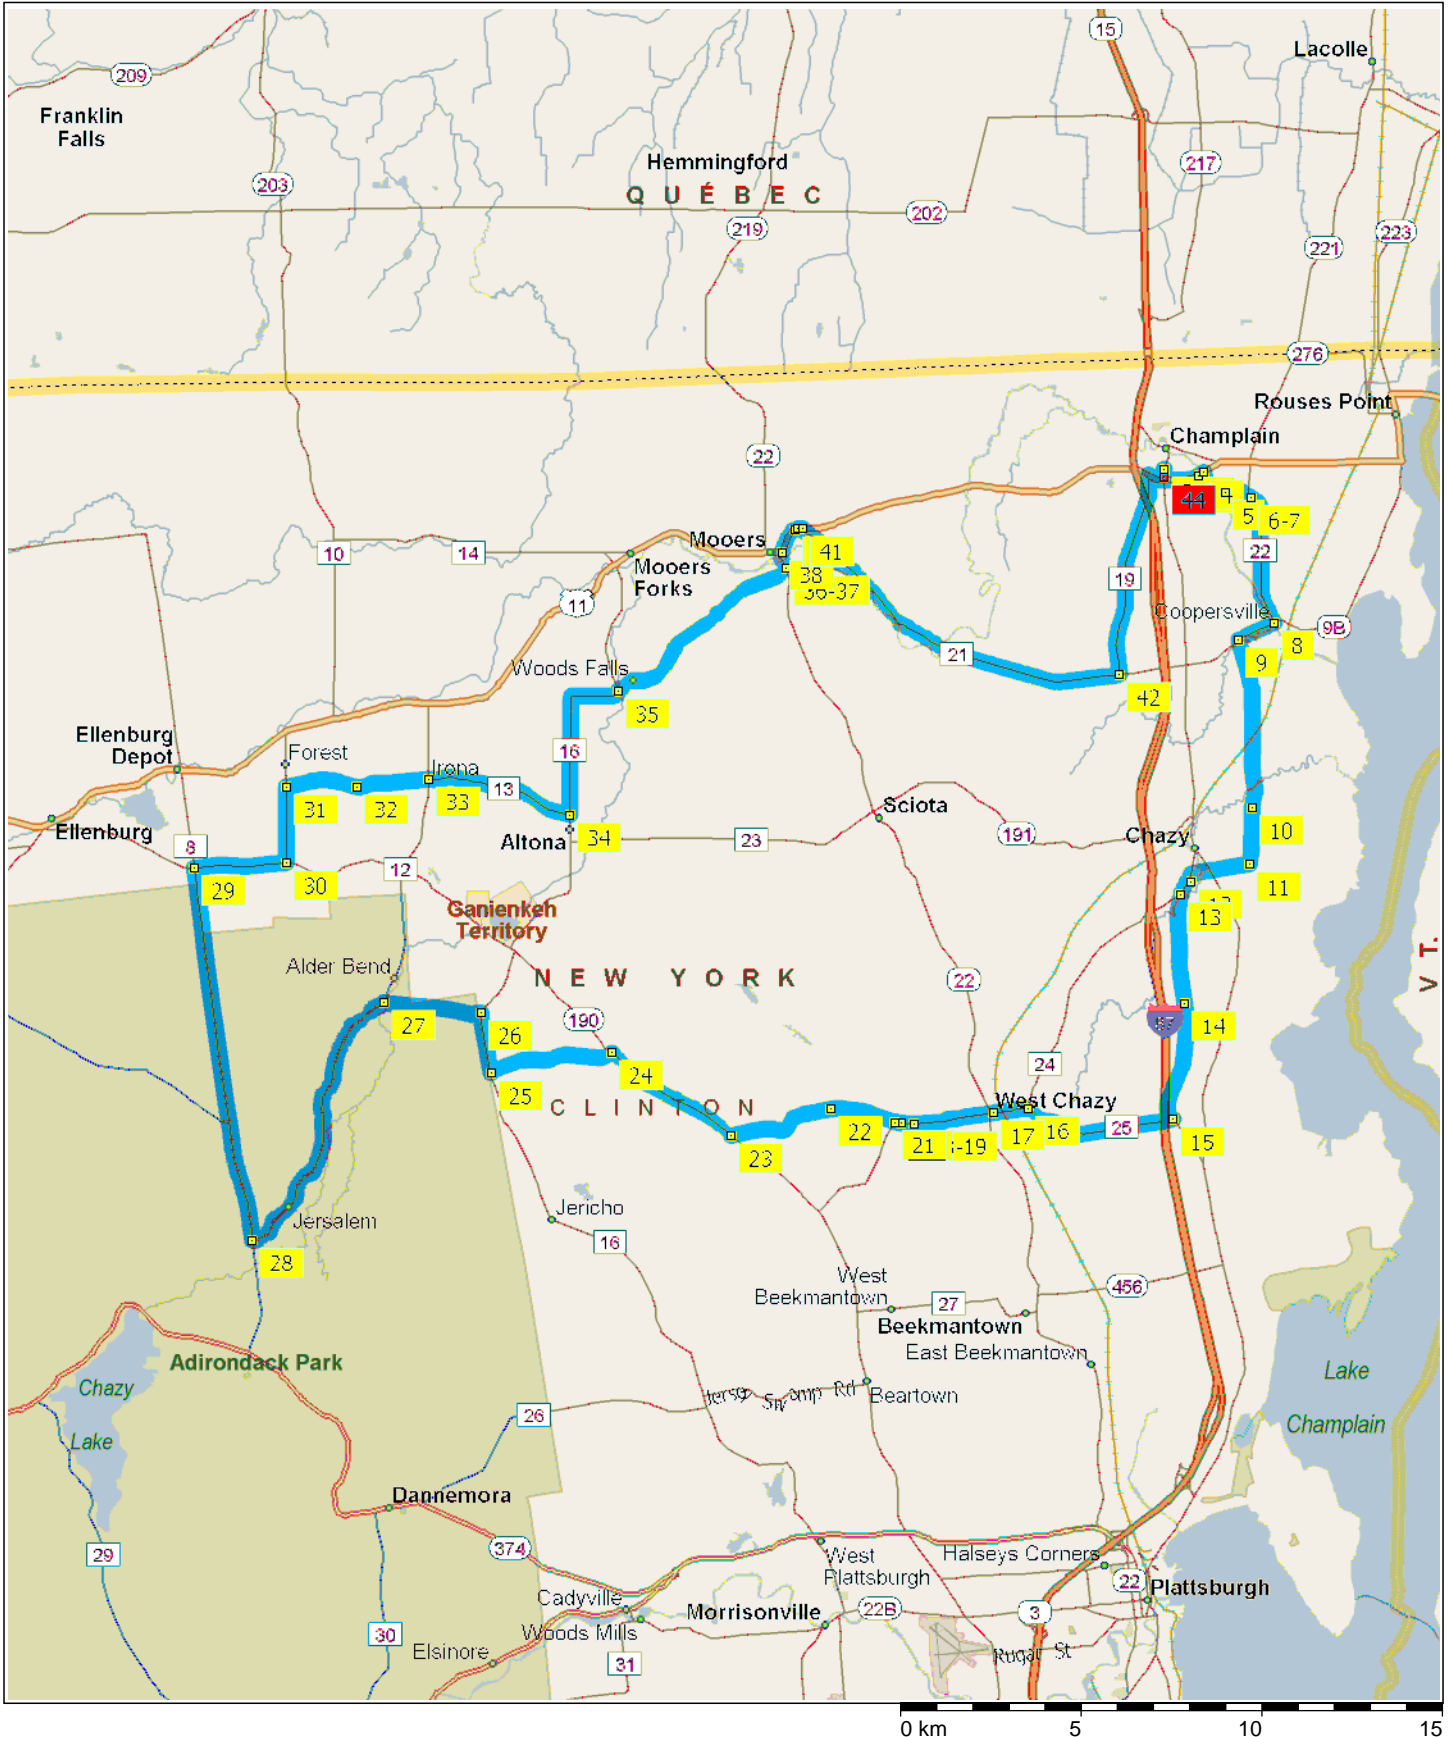 15
Lacolle
209
Franklin
Falls
217
Hemmingford
203
QUÉBEC
202
219
223
221
276
Rouses Point
Champlain
22
44
4
5
6-7
Mooers
41
22
10
14
Mooers
Forks
38
36-37
19
11
Coopersville
9B
8
21
9
Woods Falls
42
35
Ellenburg
Depot
Forest
16
Irona
13
31
32
33
Sciota
Ellenburg
34
10
191
Chazy
8
Altona
23
12
29
30
11
Ganienkeh
Territory
13
VT.
Alder Bend
NEW YORK
22
27
190
87
14
26
24
24
25
CLINTON
West Chazy
22
21
-19
17
16
25
15
23
Jericho
Jersalem
16
28
West
Beekmantown
456
27
Beekmantown
East Beekmantown
Adirondack Park
Lake
Champlain
Chazy
Lake
Beartown
26
Dannemora
374
29
West
Plattsburgh
Halseys Corners
22
Plattsburgh
Cadyville
Morrisonville
22B
3
Woods Mills
30
Elsinore
Rugar St
31
0 km
5
10
15